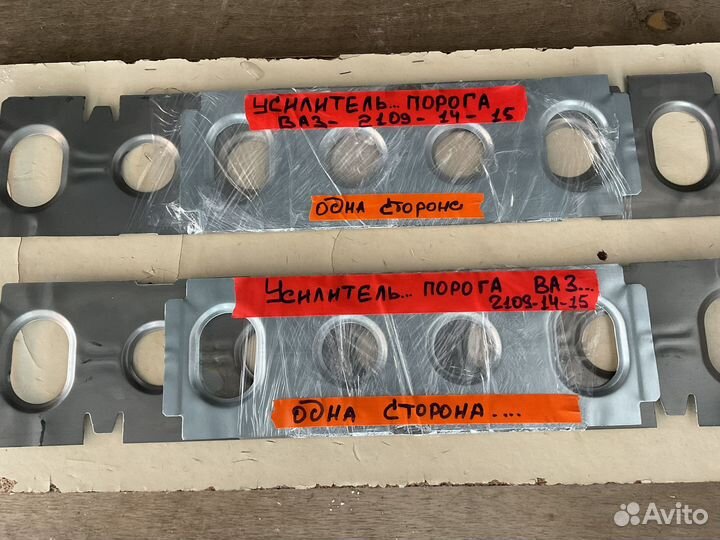 УСИЛИТЕЛЬ... ПОРОГА
ВАЗ- 2109-14-15
ОДНА СТОРОНА
УСИЛИТЕЛЬ... ПОРОГА ВАЗ...
2109-14-15
ОДНА СТОРОНА....
Avito